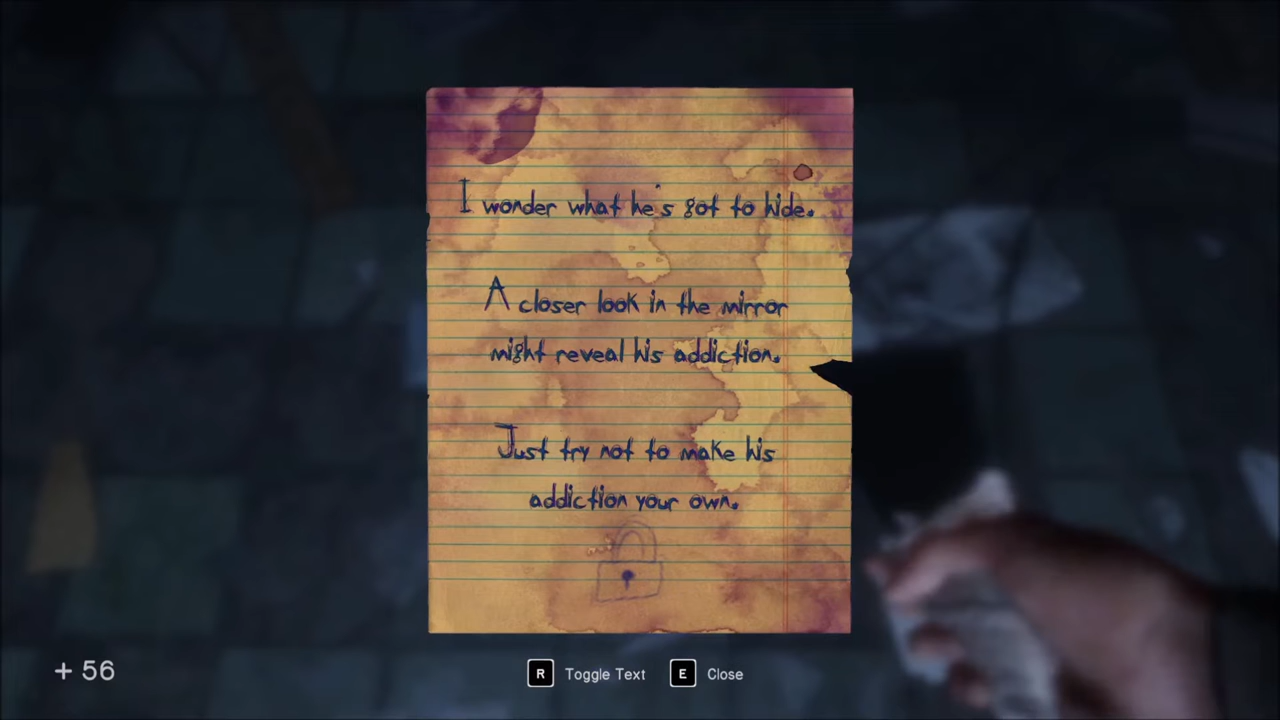 I wonder what he's got to hide.
A closer look in the mirror
might reveal his addiction.
Just try not to make his
addiction your own.
+ 56
R Toggle Text E Close